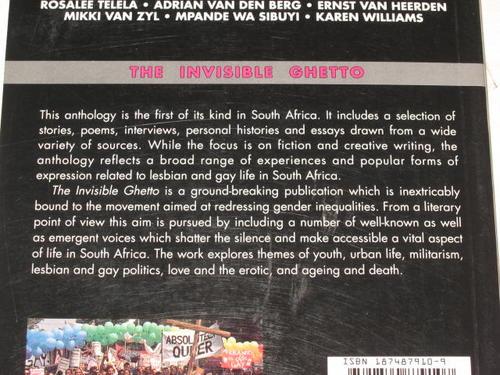 ROSALEE TELELA • ADRIAN VAN DEN BERG • ERNST VAN HEERDEN
MIKKI VAN ZYL • MPANDE WA SIBUYI • KAREN WILLIAMS
THE INVISIBLE GHETTO
This anthology is the first of its kind in South Africa. It includes a selection of
stories, poems, interviews, personal histories and essays drawn from a wide
variety of sources. While the focus is on fiction and creative writing, the
anthology reflects a broad range of experiences and popular forms of
expression related to lesbian and gay life in South Africa.
The Invisible Ghetto is a ground-breaking publication which is inextricably
bound to the movement aimed at redressing gender inequalities. From a literary
point of view this aim is pursued by including a number of well-known as well
as emergent voices which shatter the silence and make accessible a vital aspect
of life in South Africa. The work explores themes of youth, urban life, militarism,
lesbian and gay politics, love and the erotic, and ageing and death.
ABSOLUTELY
QUEER
ISBN 187487910-9